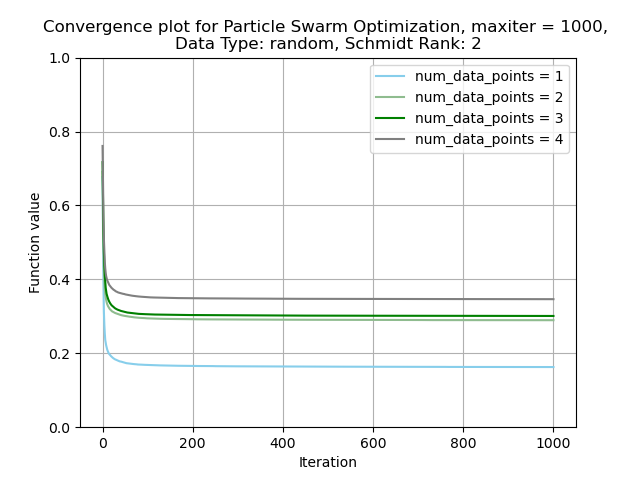 Convergence plot for Particle Swarm Optimization, maxiter = 1000,
Data Type: random, Schmidt Rank: 2
1.0
0.8
0.6
0.4
0.2
0.0
Function value
num_data_points = 1
num_data_points = 2
num_data_points = 3
num_data_points = 4
0 200 400 600 800 1000
Iteration